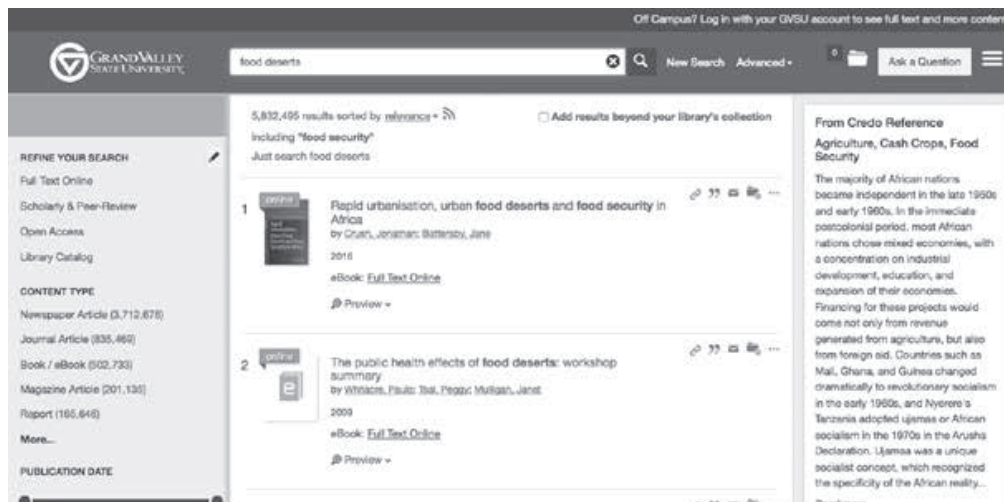 Off Campus? Log in with your GVSU account to see full text and more content
GRANDVALLEY
STATE UNIVERSITY
food deserts
New Search Advanced
0
Ask a Question
REFINE YOUR SEARCH
Full Text Online
Scholarly & Peer-Review
Open Access
Library Catalog
CONTENT TYPE
Newspaper Article (3,712,678)
Journal Article (835,469)
Book / eBook (502,733)
Magazine Article (201,136)
Report (165,646)
More...
PUBLICATION DATE
5,832,495 results sorted by relevance
Add results beyond your library's collection
Including "food security"
Just search food deserts
1
online
Rapid urbanisation, urban food deserts and food security in
Africa
by Crush, Jonathan; Battersby, Jane
2016
eBook: Full Text Online
Preview
2
online
The public health effects of food deserts: workshop
summary
by Whitacre, Paula; Tsai, Peggy; Mulligan, Janet
2009
eBook: Full Text Online
Preview
From Credo Reference
Agriculture, Cash Crops, Food
Security
The majority of African nations
became independent in the late 1950s
and early 1960s. In the immediate
postcolonial period, most African
nations chose mixed economies, with
a concentration on industrial
development, education, and
expansion of their economies.
Financing for these projects would
come not only from revenue
generated from agriculture, but also
from foreign aid. Countries such as
Mali, Ghana, and Guinea changed
dramatically to revolutionary socialism
in the early 1960s, and Nyerere's
Tanzania adopted ujamaa or African
socialism in the 1970s in the Arusha
Declaration. Ujamaa was a unique
socialist concept, which recognized
the specificity of the African reality...